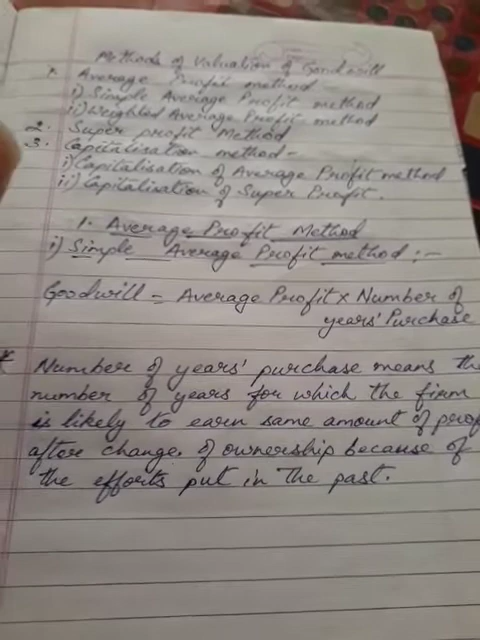 Methods of Valuation of Goodwill
1. Average Profit method
i) Simple Average Profit method
ii) Weighted Average Profit method
2. Super profit Method
3. Capitalisation method -
i) Capitalisation of Average Profit method
ii) Capitalisation of Super Profit.
1. Average Profit Method
i) Simple Average Profit method :-
Goodwill = Average Profit x Number of
years' Purchase
* Number of years' purchase means the
number of years for which the firm
is likely to earn same amount of prof
after change. of ownership because of
the efforts put in the past.